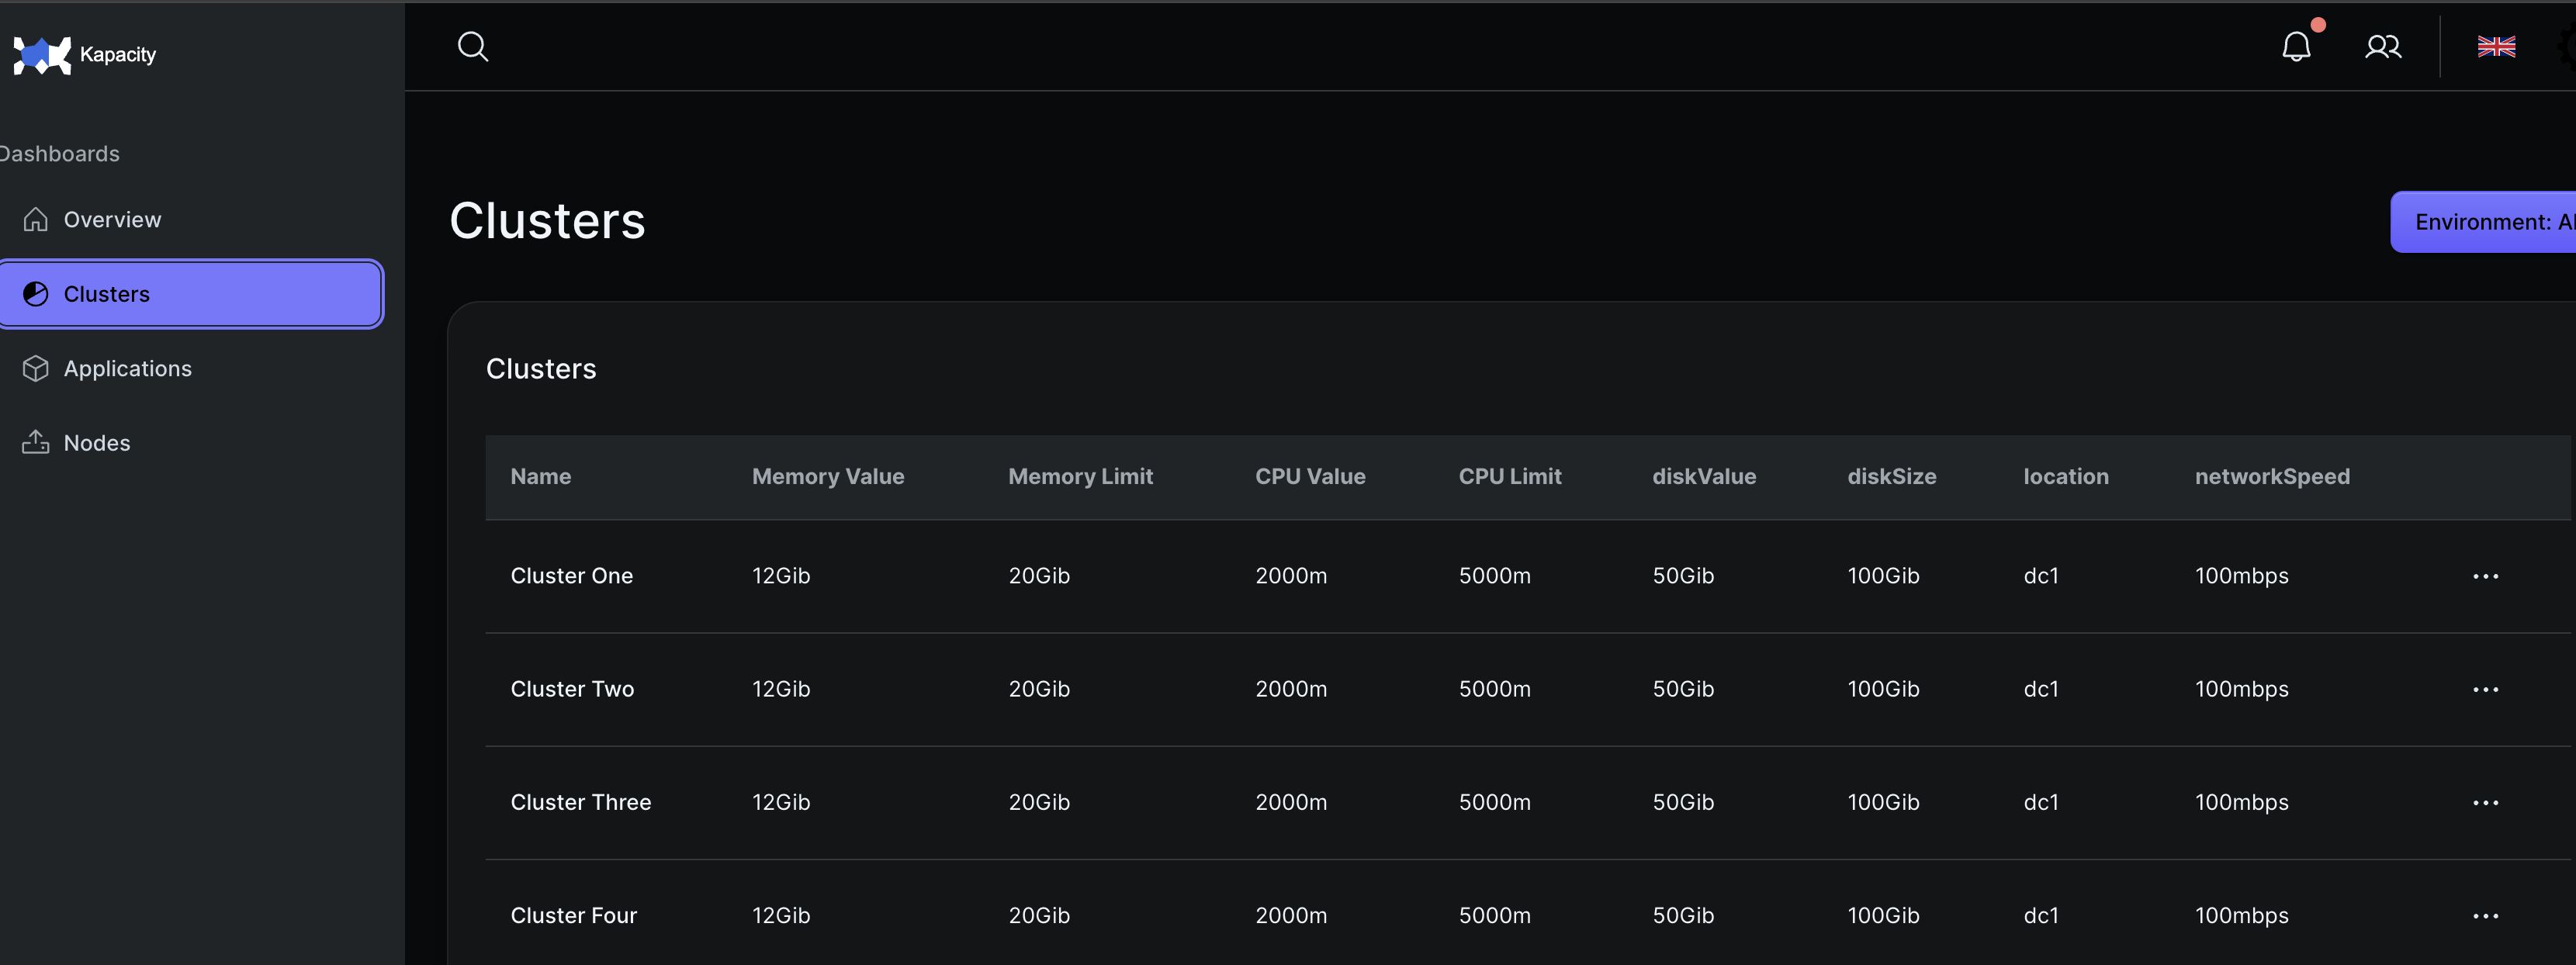 Kapacity
Dashboards
Overview
Clusters
Applications
Nodes
Clusters
Environment:
Clusters
Name Memory Value Memory Limit CPU Value CPU Limit diskValue diskSize location networkSpeed
Cluster One 12Gib 20Gib 2000m 5000m 50Gib 100Gib dc1 100mbps
Cluster Two 12Gib 20Gib 2000m 5000m 50Gib 100Gib dc1 100mbps
Cluster Three 12Gib 20Gib 2000m 5000m 50Gib 100Gib dc1 100mbps
Cluster Four 12Gib 20Gib 2000m 5000m 50Gib 100Gib dc1 100mbps